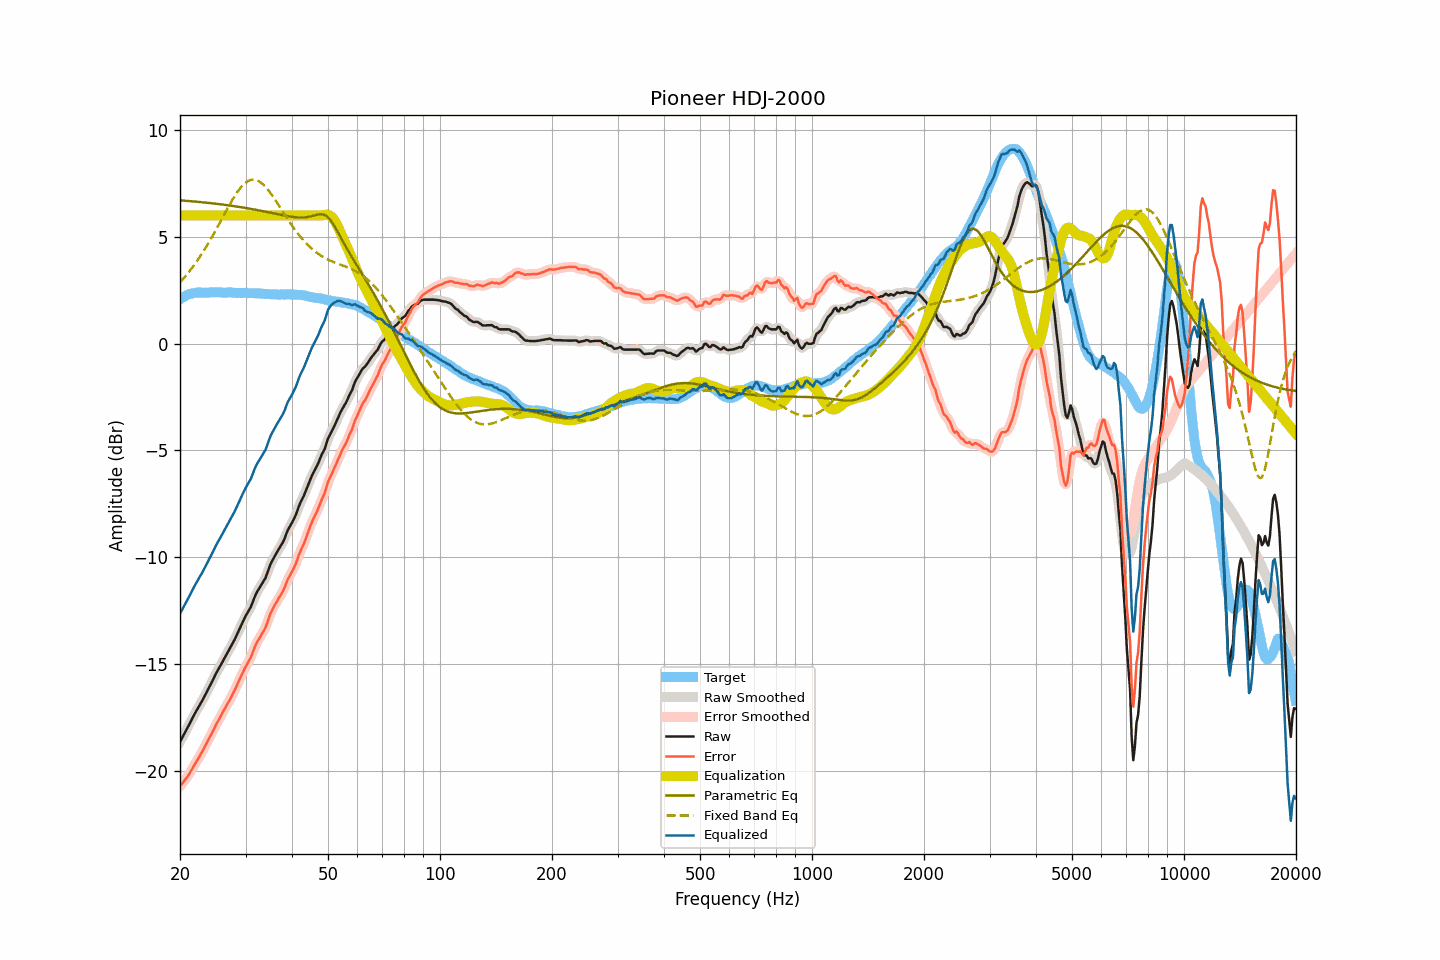 Pioneer HDJ-2000
10
5
0
−5
−10
−15
−20
Amplitude (dBr)
Target
Raw Smoothed
Error Smoothed
Raw
Error
Equalization
Parametric Eq
Fixed Band Eq
Equalized
20 50 100 200 500 1000 2000 5000 10000 20000
Frequency (Hz)